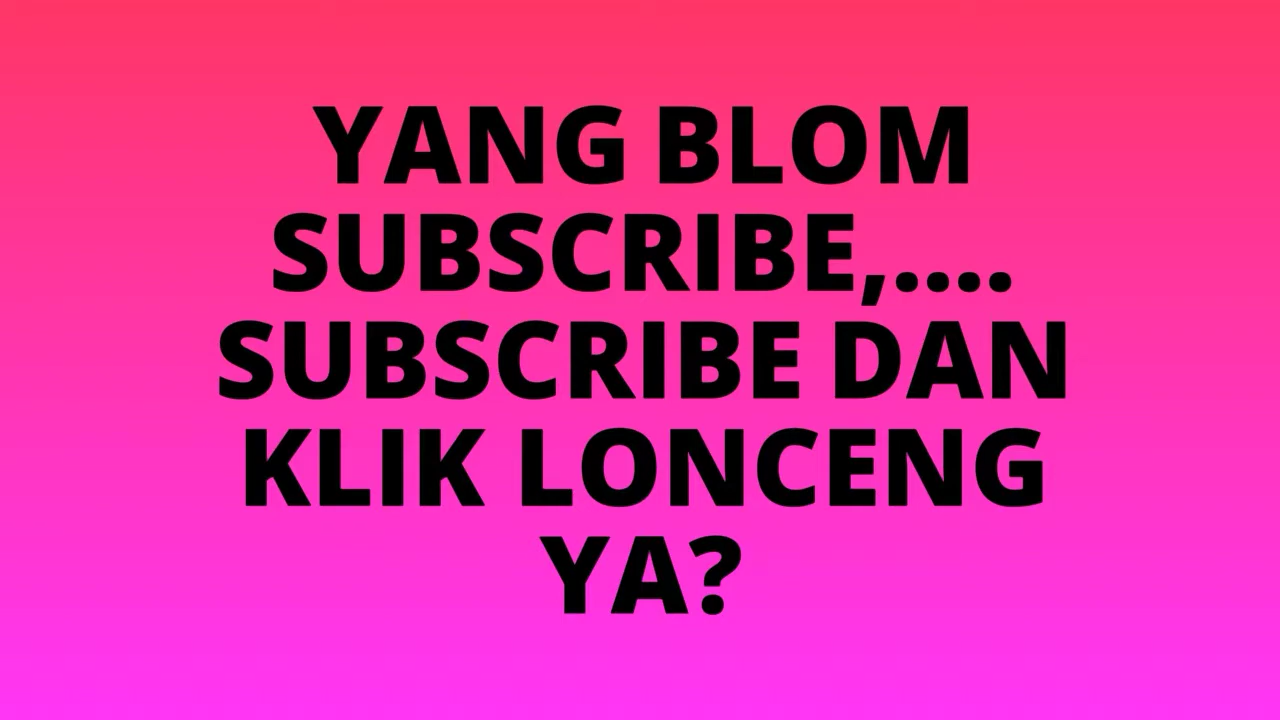 YANG BLOM
SUBSCRIBE,....
SUBSCRIBE DAN
KLIK LONCENG
YA?